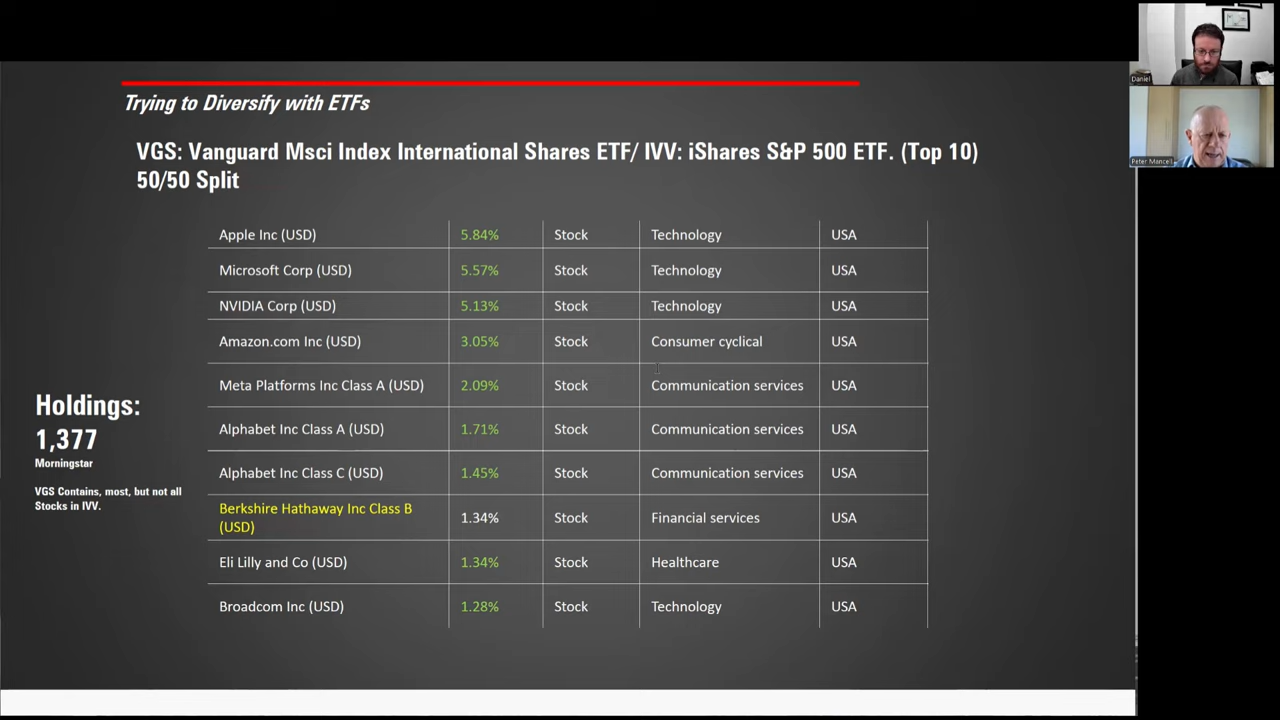 Trying to Diversify with ETFs
VGS: Vanguard Msci Index International Shares ETF/ IVV: iShares S&P 500 ETF. (Top 10)
50/50 Split
Apple Inc (USD) 5.84% Stock Technology USA
Microsoft Corp (USD) 5.57% Stock Technology USA
NVIDIA Corp (USD) 5.13% Stock Technology USA
Amazon.com Inc (USD) 3.05% Stock Consumer cyclical USA
Meta Platforms Inc Class A (USD) 2.09% Stock Communication services USA
Alphabet Inc Class A (USD) 1.71% Stock Communication services USA
Alphabet Inc Class C (USD) 1.45% Stock Communication services USA
Berkshire Hathaway Inc Class B
(USD) 1.34% Stock Financial services USA
Eli Lilly and Co (USD) 1.34% Stock Healthcare USA
Broadcom Inc (USD) 1.28% Stock Technology USA
Holdings:
1,377
Morningstar
VGS Contains, most, but not all
Stocks in IVV.
Daniel
Peter Mancell